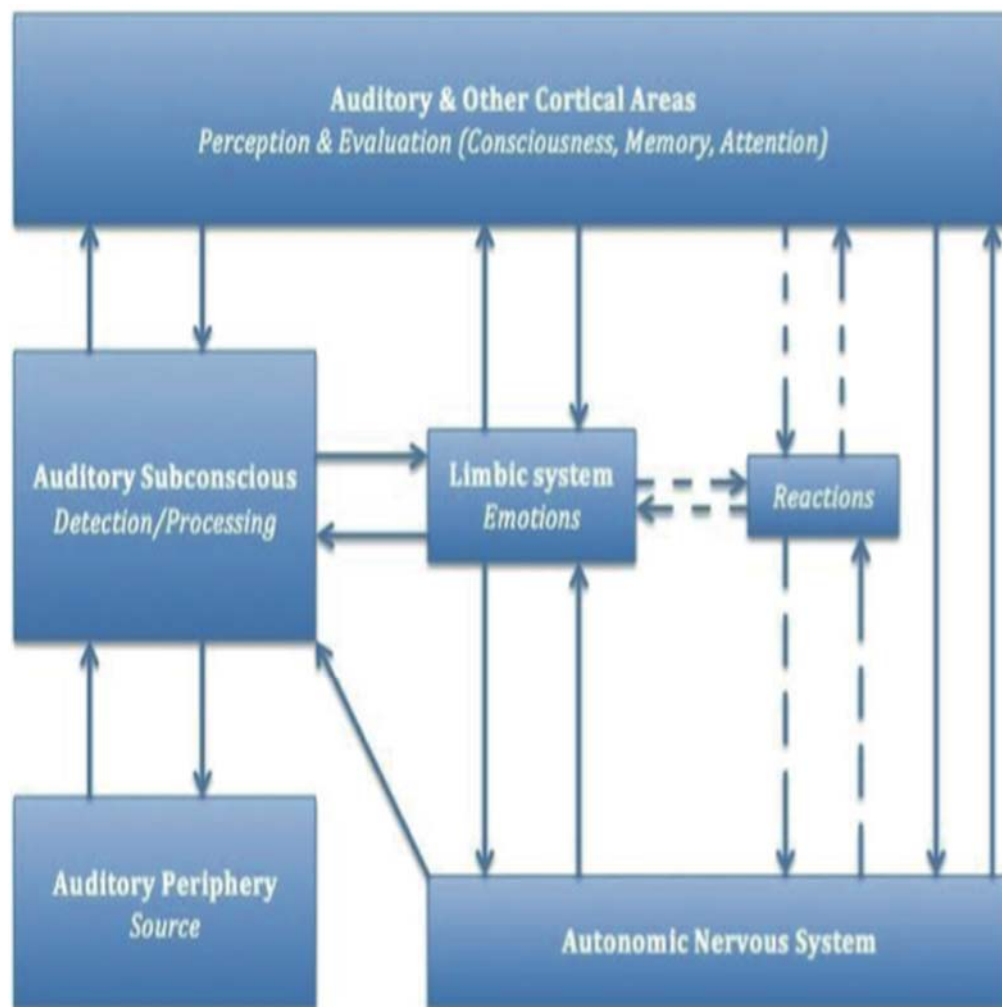 Auditory & Other Cortical Areas
Perception & Evaluation (Consciousness, Memory, Attention)
Auditory Subconscious
Detection/Processing
Limbic system
Emotions
Reactions
Auditory Periphery
Source
Autonomic Nervous System